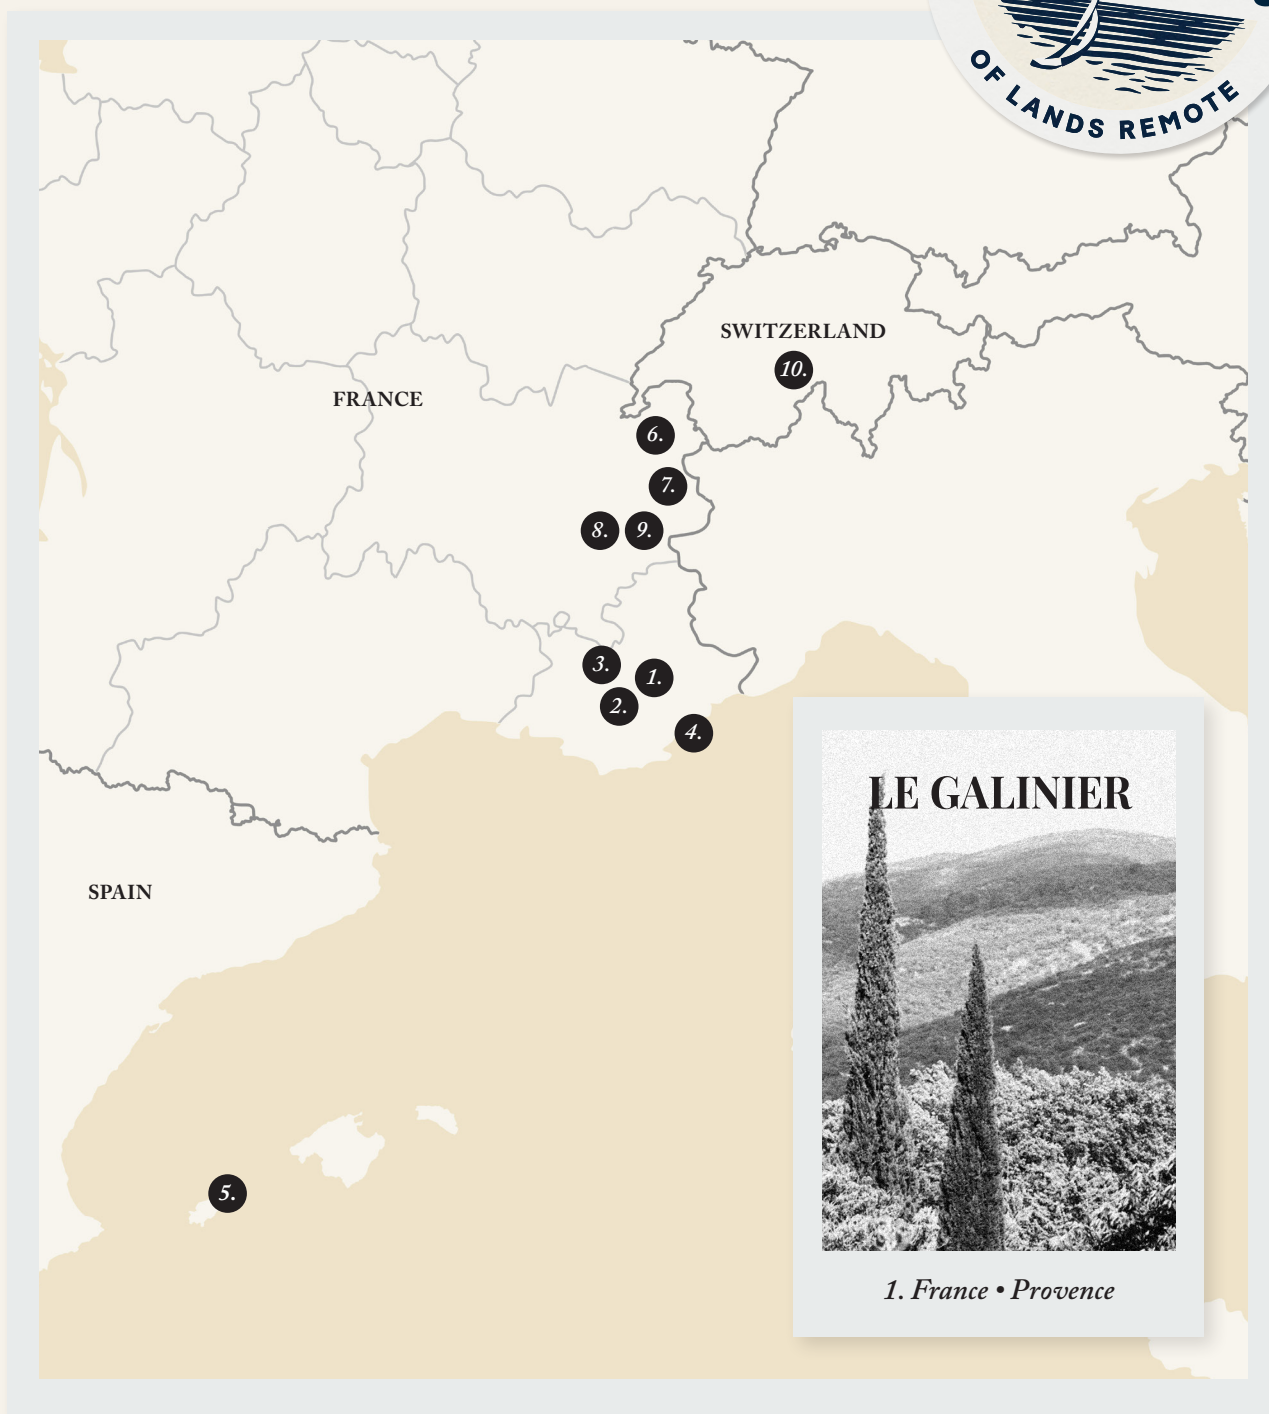 OF LANDS REMOTE
SWITZERLAND
10.
FRANCE
6.
7.
8.
9.
3.
1.
2.
4.
SPAIN
5.
LE GALINIER
1. France • Provence